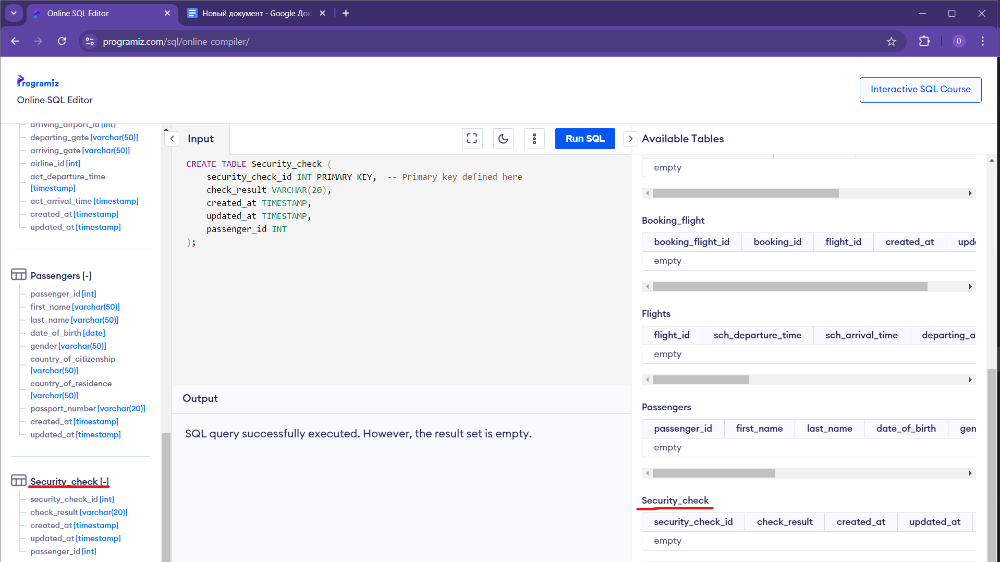 Online SQL Editor
Новый документ - Google Док
programiz.com/sql/online-compiler/
D
Programiz
Online SQL Editor
Interactive SQL Course
arriving_airport_id [int]
departing_gate [varchar(50)]
arriving_gate [varchar(50)]
airline_id [int]
act_departure_time
[timestamp]
act_arrival_time [timestamp]
created_at [timestamp]
updated_at [timestamp]
Passengers [-]
passenger_id [int]
first_name [varchar(50)]
last_name [varchar(50)]
date_of_birth [date]
gender [varchar(50)]
country_of_citizenship
[varchar(50)]
country_of_residence
[varchar(50)]
passport_number [varchar(20)]
created_at [timestamp]
updated_at [timestamp]
Security_check [-]
security_check_id [int]
check_result [varchar(20)]
created_at [timestamp]
updated_at [timestamp]
passenger_id [int]
Input
Run SQL
CREATE TABLE Security_check (
security_check_id INT PRIMARY KEY, -- Primary key defined here
check_result VARCHAR(20),
created_at TIMESTAMP,
updated_at TIMESTAMP,
passenger_id INT
);
Output
SQL query successfully executed. However, the result set is empty.
Available Tables
empty
Booking_flight
booking_flight_id booking_id flight_id created_at upda
empty
Flights
flight_id sch_departure_time sch_arrival_time departing_a
empty
Passengers
passenger_id first_name last_name date_of_birth gen
empty
Security_check
security_check_id check_result created_at updated_at
empty